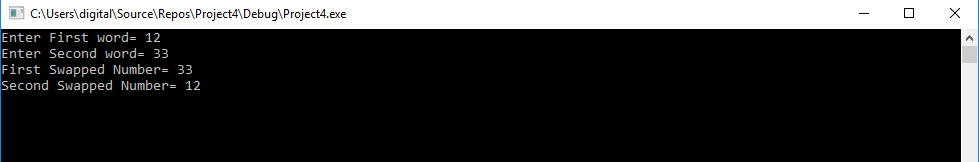 C:\Users\digital\Source\Repos\Project4\Debug\Project4.exe
Enter First word= 12
Enter Second word= 33
First Swapped Number= 33
Second Swapped Number= 12